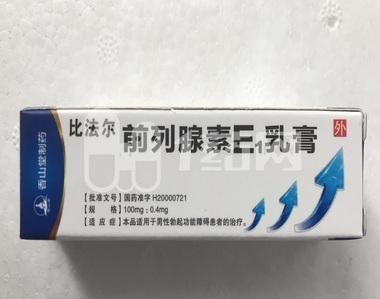 香山堂制药
比法尔
前列腺素E1乳膏
外
【批准文号】国药准字 H20000721
【规 格】100mg：0.4mg
【适 应 症】本品适用于男性勃起功能障碍患者的治疗。